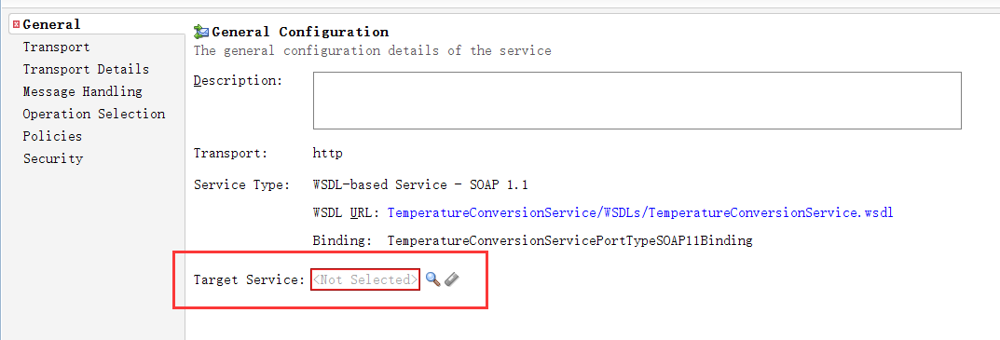 General
Transport
Transport Details
Message Handling
Operation Selection
Policies
Security
General Configuration
The general configuration details of the service
Description:
Transport: http
Service Type: WSDL-based Service - SOAP 1.1
WSDL URL: TemperatureConversionService/WSDLs/TemperatureConversionService.wsdl
Binding: TemperatureConversionServicePortTypeSOAP11Binding
Target Service: <Not Selected>